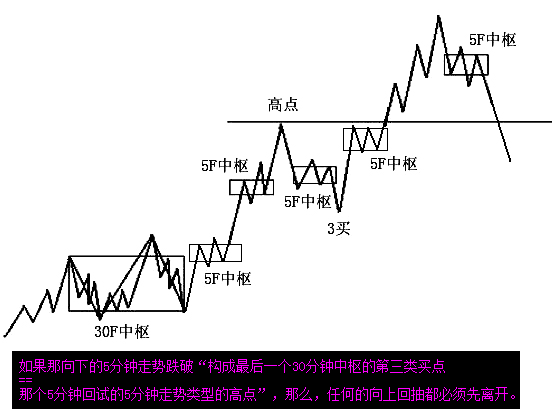 5F中枢
高点
5F中枢
5F中枢
5F中枢
3买
5F中枢
30F中枢
如果那向下的5分钟走势跌破“构成最后一个30分钟中枢的第三类买点
==
那个5分钟回试的5分钟走势类型的高点”，那么，任何的向上回抽都必须先离开。